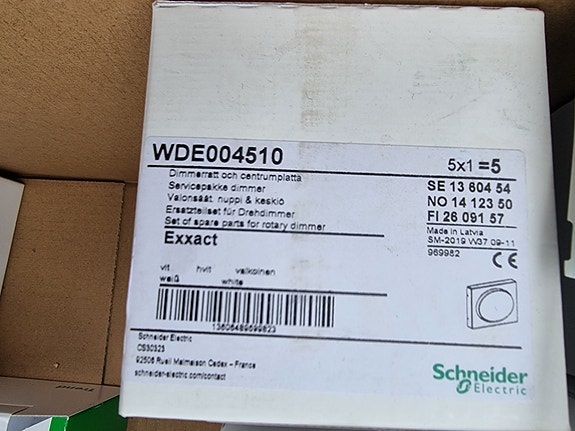 WDE004510
5x1 =5
Dimmerratt och centrumplatta
Servicepakke dimmer
Valonsäät. nuppi & keskiö
Ersatzteilset für Drehdimmer
Set of spare parts for rotary dimmer
SE 13 604 54
NO 14 123 50
FI 26 091 57
Made in Latvia
SM-2019 W37 09-11
969982
CE
Exxact
vit hvit valkoinen
weiß white
Schneider Electric
CS30323
92506 Rueil Malmaison Cedex - France
schneider-electric.com/contact
Schneider
Electric